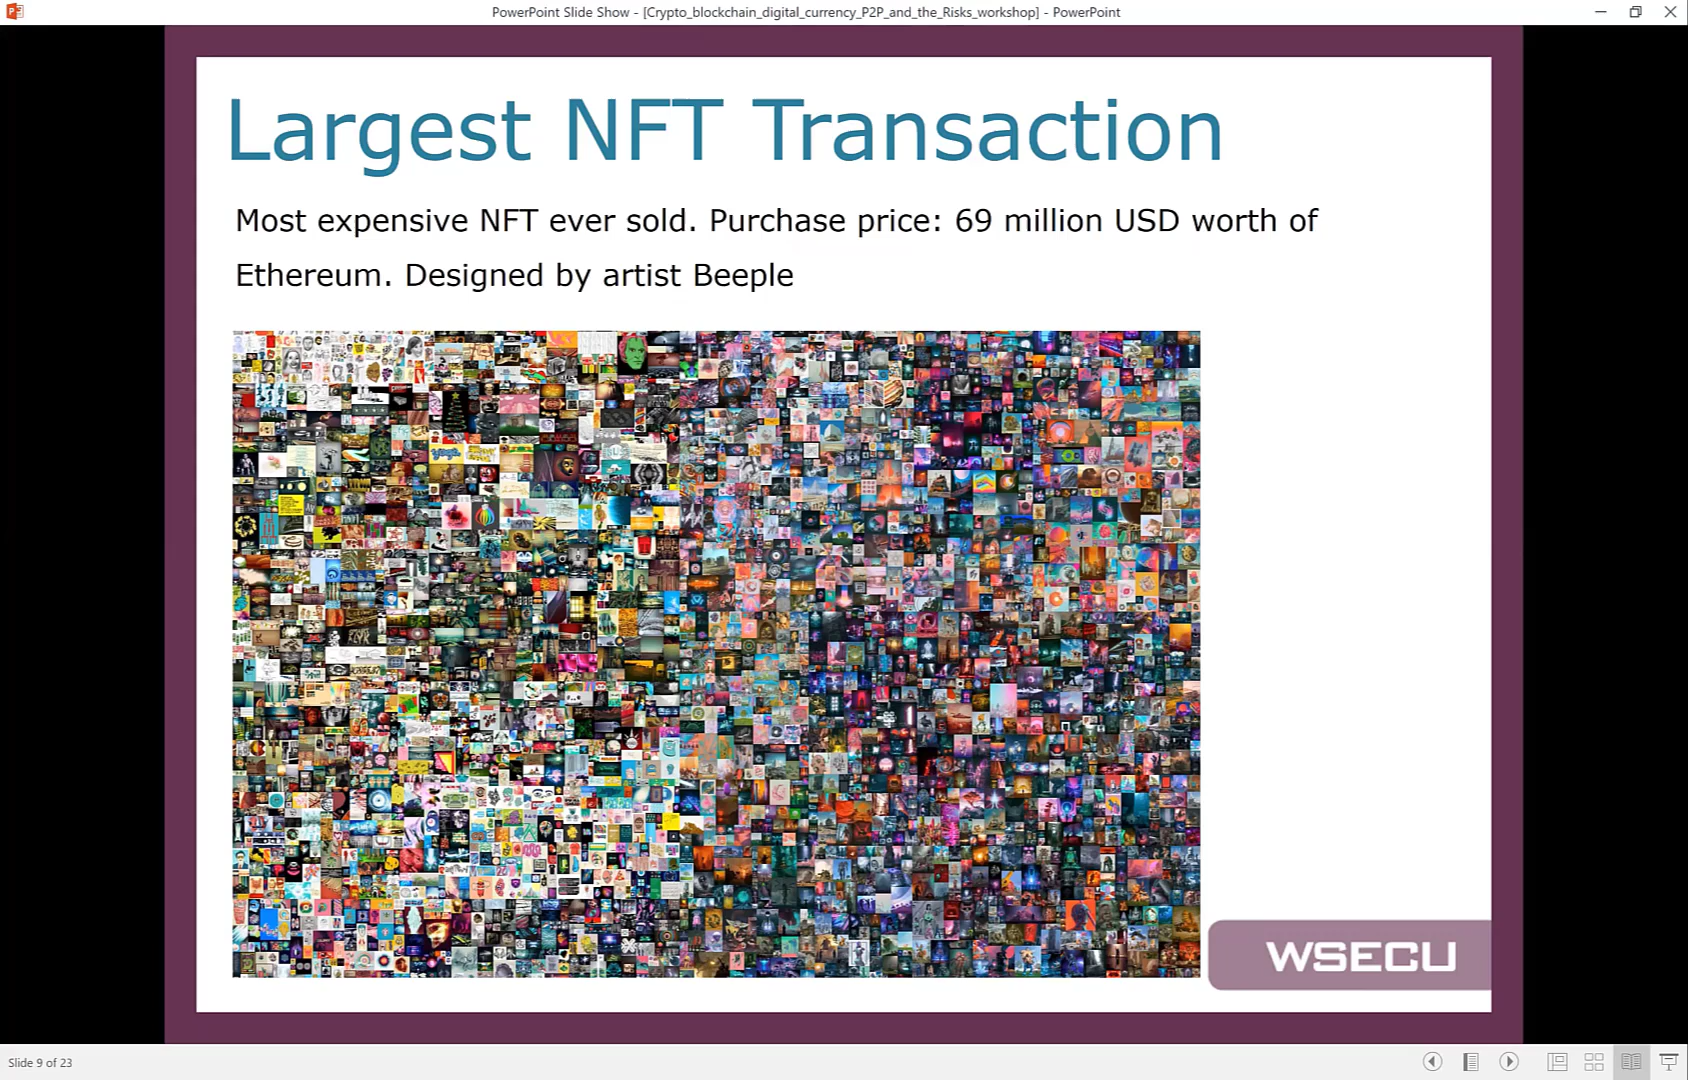 PowerPoint Slide Show - [Crypto_blockchain_digital_currency_P2P_and_the_Risks_workshop] - PowerPoint
Largest NFT Transaction
Most expensive NFT ever sold. Purchase price: 69 million USD worth of
Ethereum. Designed by artist Beeple
WSECU
Slide 9 of 23